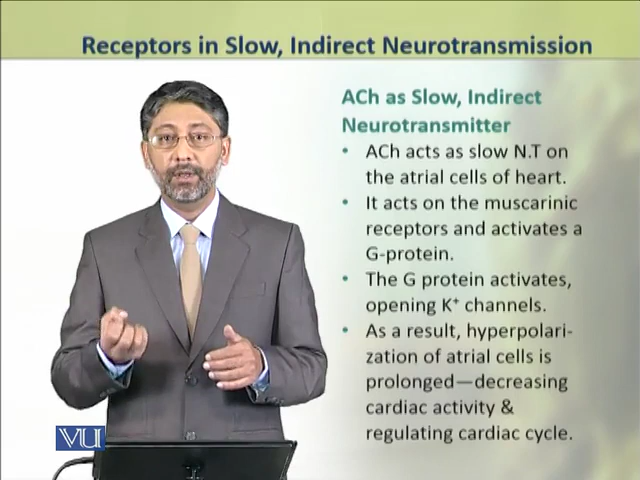 Receptors in Slow, Indirect Neurotransmission
ACh as Slow, Indirect
Neurotransmitter
• ACh acts as slow N.T on
the atrial cells of heart.
• It acts on the muscarinic
receptors and activates a
G-protein.
• The G protein activates,
opening K⁺ channels.
• As a result, hyperpolari-
zation of atrial cells is
prolonged—decreasing
cardiac activity &
regulating cardiac cycle.
VU